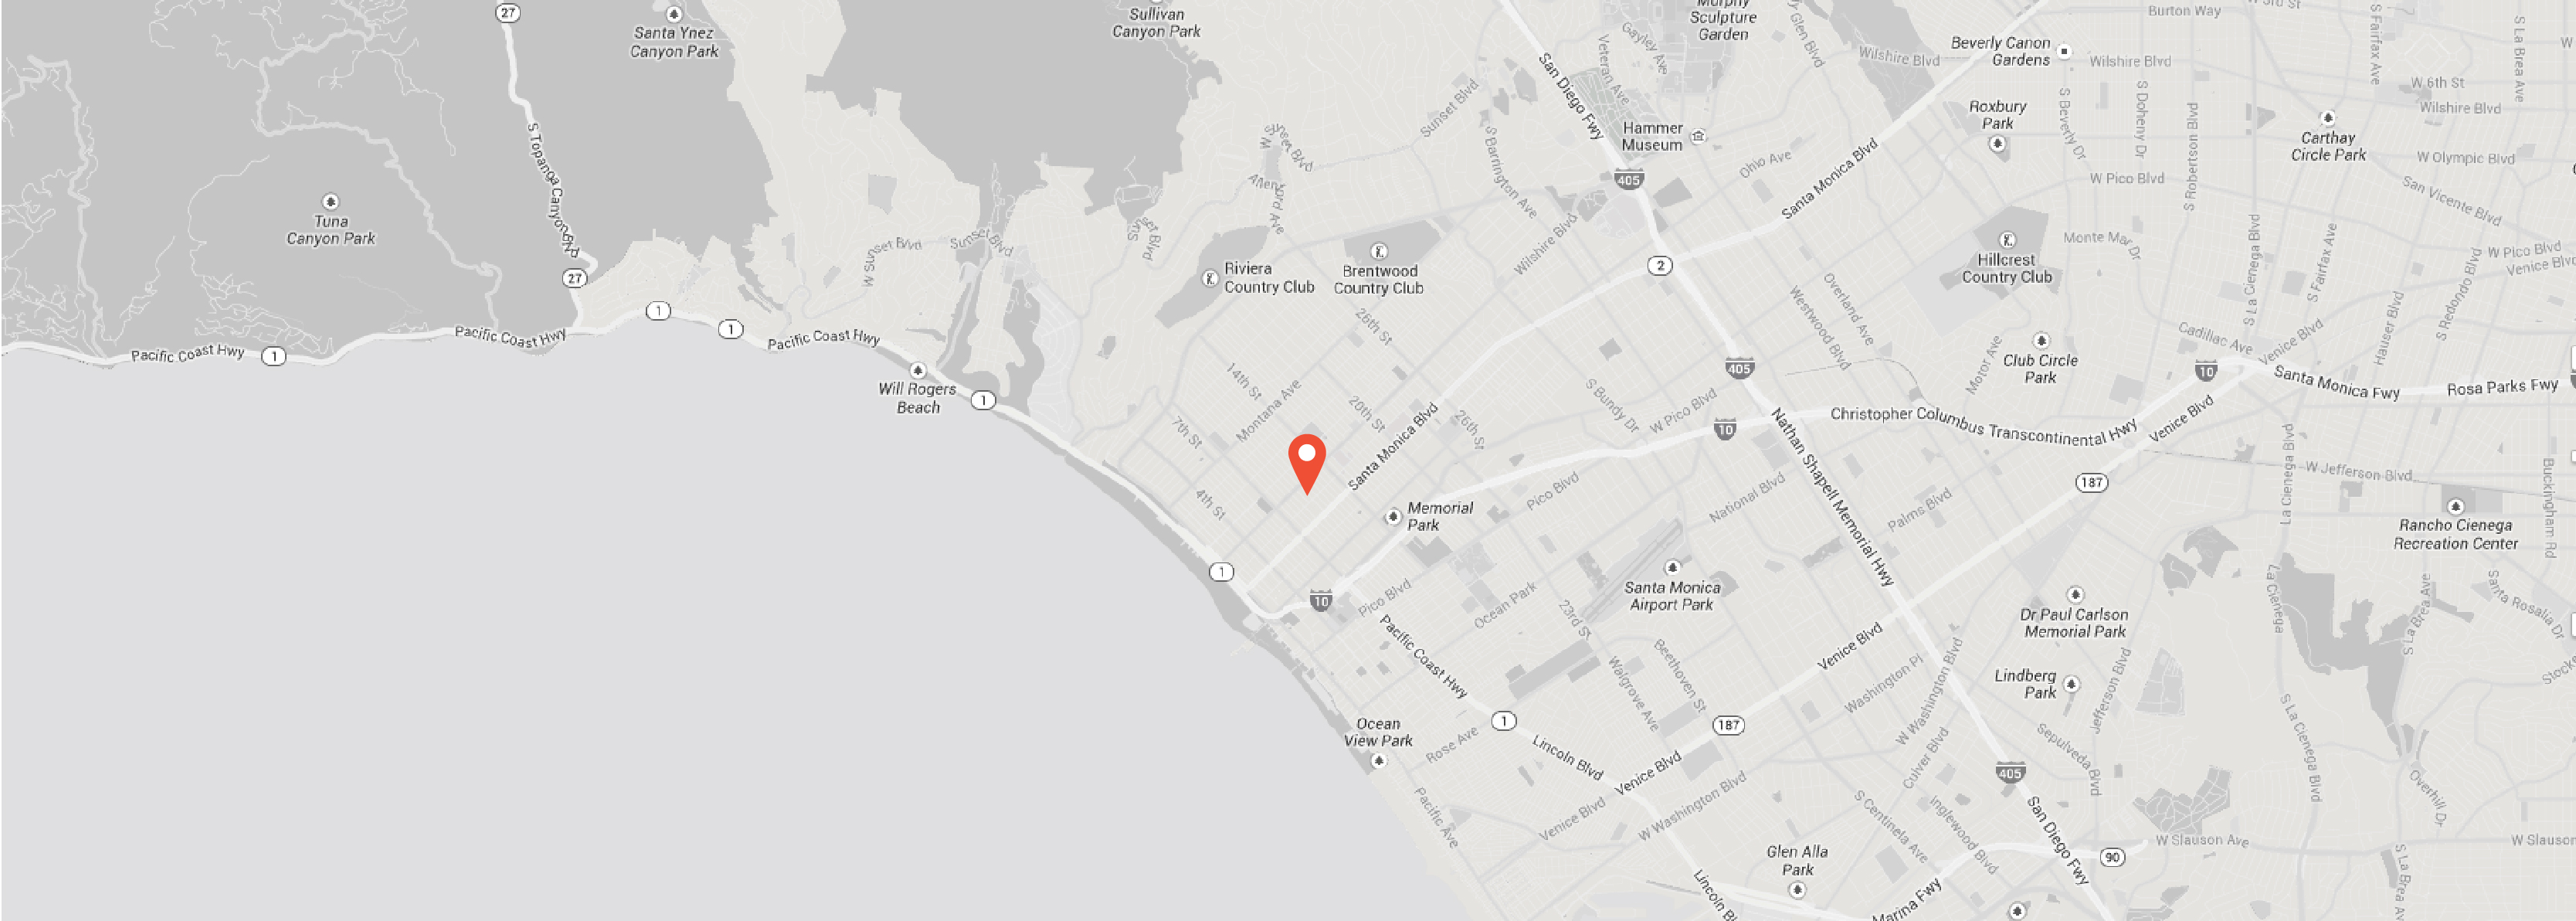 27
Santa Ynez
Canyon Park
Sullivan
Canyon Park
Murphy
Sculpture
Garden
Gayley Ave
Veteran Ave
San Diego Fwy
Wilshire Blvd
Beverly Canon
Gardens
Wilshire Blvd
Burton Way
W 3rd St
S Fairfax Ave
S La Brea Ave
W 6th St
Wilshire Blvd
S Topanga Canyon Blvd
Tuna
Canyon Park
27
Sunset Blvd
S Barrington Ave
Hammer
Museum
405
Ohio Ave
Santa Monica Blvd
Roxbury
Park
S Beverly Dr
S Doheny Dr
S Robertson Blvd
Carthay
Circle Park
W Olympic Blvd
W Pico Blvd
San Vicente Blvd
W Sunset Blvd
Sunset Blvd
Riviera
Country Club
Brentwood
Country Club
Wilshire Blvd
2
Hillcrest
Country Club
Monte Mar Dr
S La Cienega Blvd
S Fairfax Ave
W Pico Blvd
Venice Blvd
S Redondo Blvd
Hauser Blvd
Overland Ave
Westwood Blvd
Pacific Coast Hwy
1
Pacific Coast Hwy
1
1
Pacific Coast Hwy
Will Rogers
Beach
1
26th St
14th St
Montana Ave
20th St
7th St
4th St
Santa Monica Blvd
26th St
S Bundy Dr
W Pico Blvd
405
10
Motor Ave
Club Circle
Park
Cadillac Ave
Venice Blvd
10
Santa Monica Fwy
Rosa Parks Fwy
Christopher Columbus Transcontinental Hwy
Venice Blvd
Nathan Shapell Memorial Hwy
187
W Jefferson Blvd
La Cienega Blvd
Buckingham Rd
Rancho Cienega
Recreation Center
Memorial
Park
Pico Blvd
National Blvd
Palms Blvd
1
10
Pico Blvd
Ocean Park
23rd St
Santa Monica
Airport Park
Pacific Coast Hwy
Walgrove Ave
Beethoven St
Venice Blvd
Washington Pl
W Washington Blvd
Dr Paul Carlson
Memorial Park
Lindberg
Park
Jefferson Blvd
La Cienega
S La Brea Ave
Santa Rosalia Dr
S La Cienega Blvd
Ocean
View Park
Rose Ave
1
Lincoln Blvd
Venice Blvd
187
Culver Blvd
Sepulveda Blvd
405
Overhill Dr
Pacific Ave
Venice Blvd
W Washington Blvd
S Centinela Ave
Inglewood Blvd
San Diego Fwy
90
W Slauson Ave
Glen Alla
Park
Marina Fwy